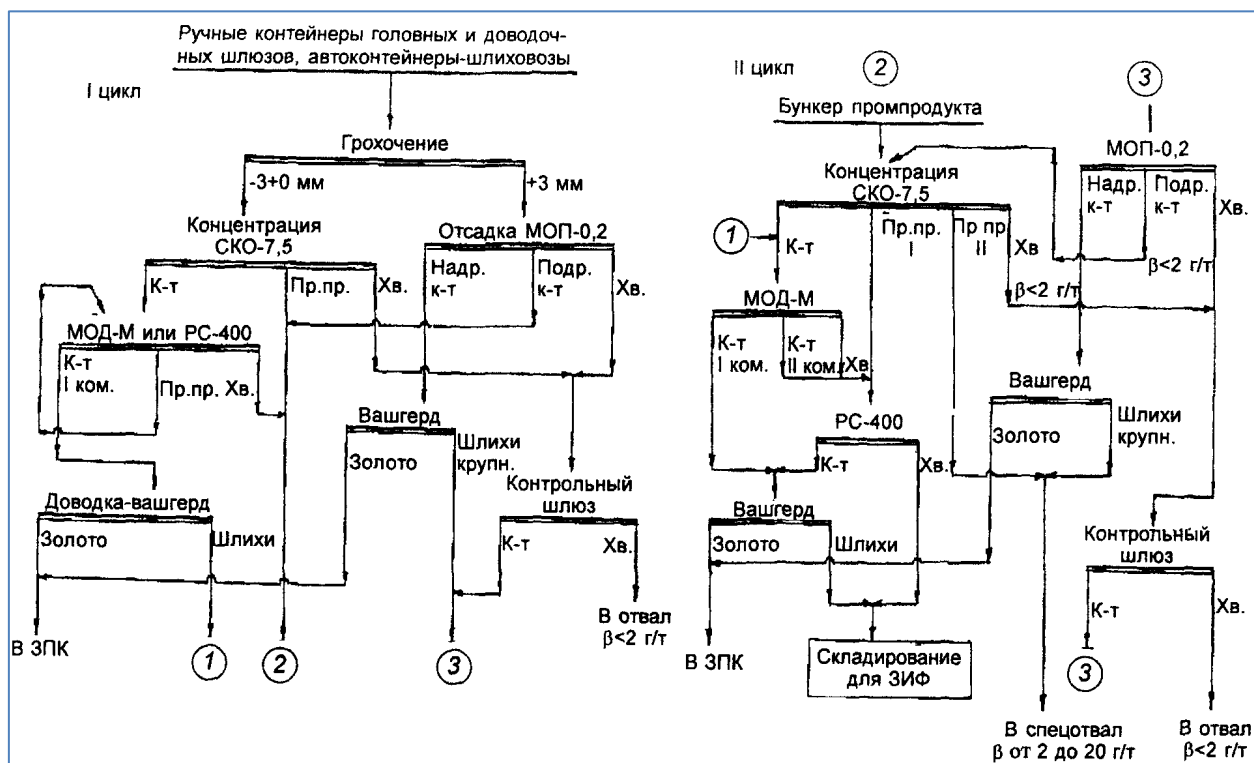 Ручные контейнеры головных и доводоч-
ных шлюзов, автоконтейнеры-шлиховозы
I цикл
Грохочение
-3+0 мм
+3 мм
Концентрация
СКО-7,5
Отсадка МОП-0,2
К-т
Пр.пр.
Хв.
Надр.
к-т
Подр.
к-т
Хв.
МОД-М или РС-400
К-т
I ком.
Пр.пр.
Хв.
Вашгерд
Золото
Шлихи
крупн.
Доводка-вашгерд
Золото
Шлихи
Контрольный
шлюз
К-т
Хв.
В отвал
β<2 г/т
В ЗПК
1
2
3
II цикл
2
3
Бункер промпродукта
МОП-0,2
Надр.
к-т
Подр.
к-т
Хв.
β<2 г/т
Концентрация
СКО-7,5
1
К-т
Пр.пр.
I
Пр пр
II
Хв
β<2 г/т
МОД-М
К-т
I ком.
К-т
II ком.
Хв
РС-400
К-т
Хв.
Вашгерд
Золото
Шлихи
крупн.
Вашгерд
Золото
Шлихи
Контрольный
шлюз
К-т
Хв.
В ЗПК
Складирование
для ЗИФ
3
В спецотвал
β от 2 до 20 г/т
В отвал
β<2 г/т